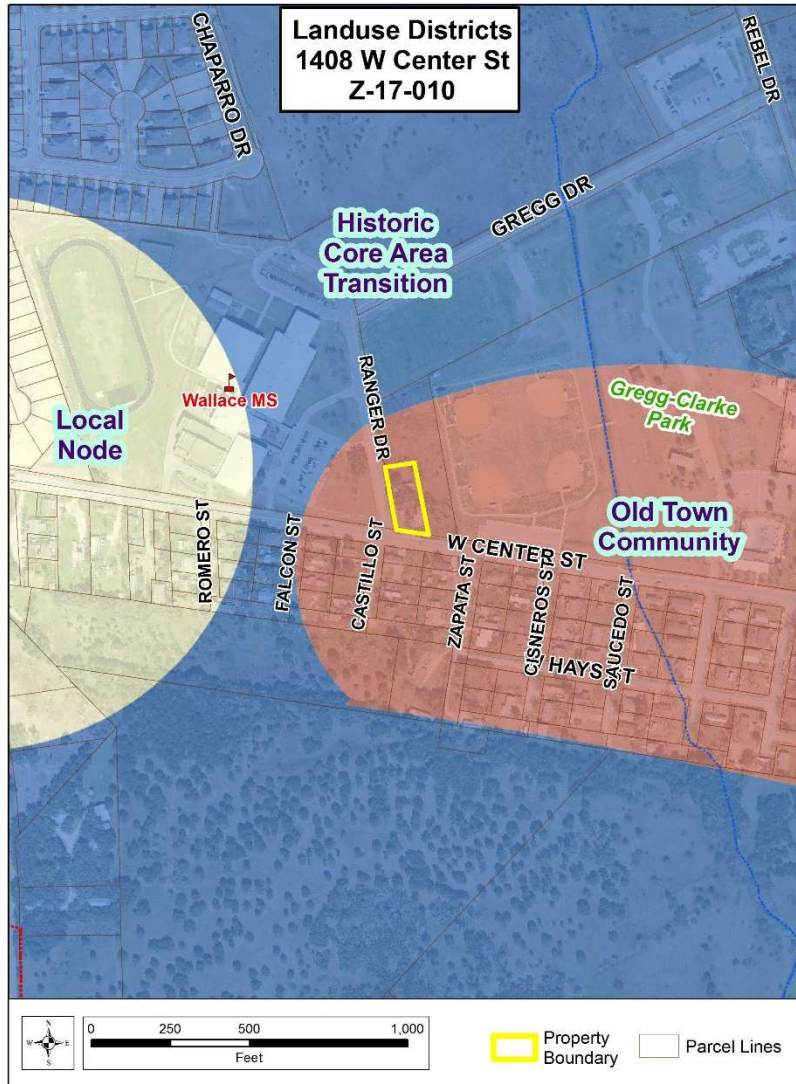 Landuse Districts
1408 W Center St
Z-17-010
CHAPARRO DR
REBEL DR
GREGG DR
Historic
Core Area
Transition
RANGER DR
Wallace MS
Gregg-Clarke
Park
Local
Node
Old Town
Community
ROMERO ST
FALCON ST
CASTILLO ST
W CENTER ST
ZAPATA ST
CISNEROS ST
SAUCEDO ST
HAYS ST
N
W
E
S
0 250 500 1,000
Feet
Property
Boundary
Parcel Lines